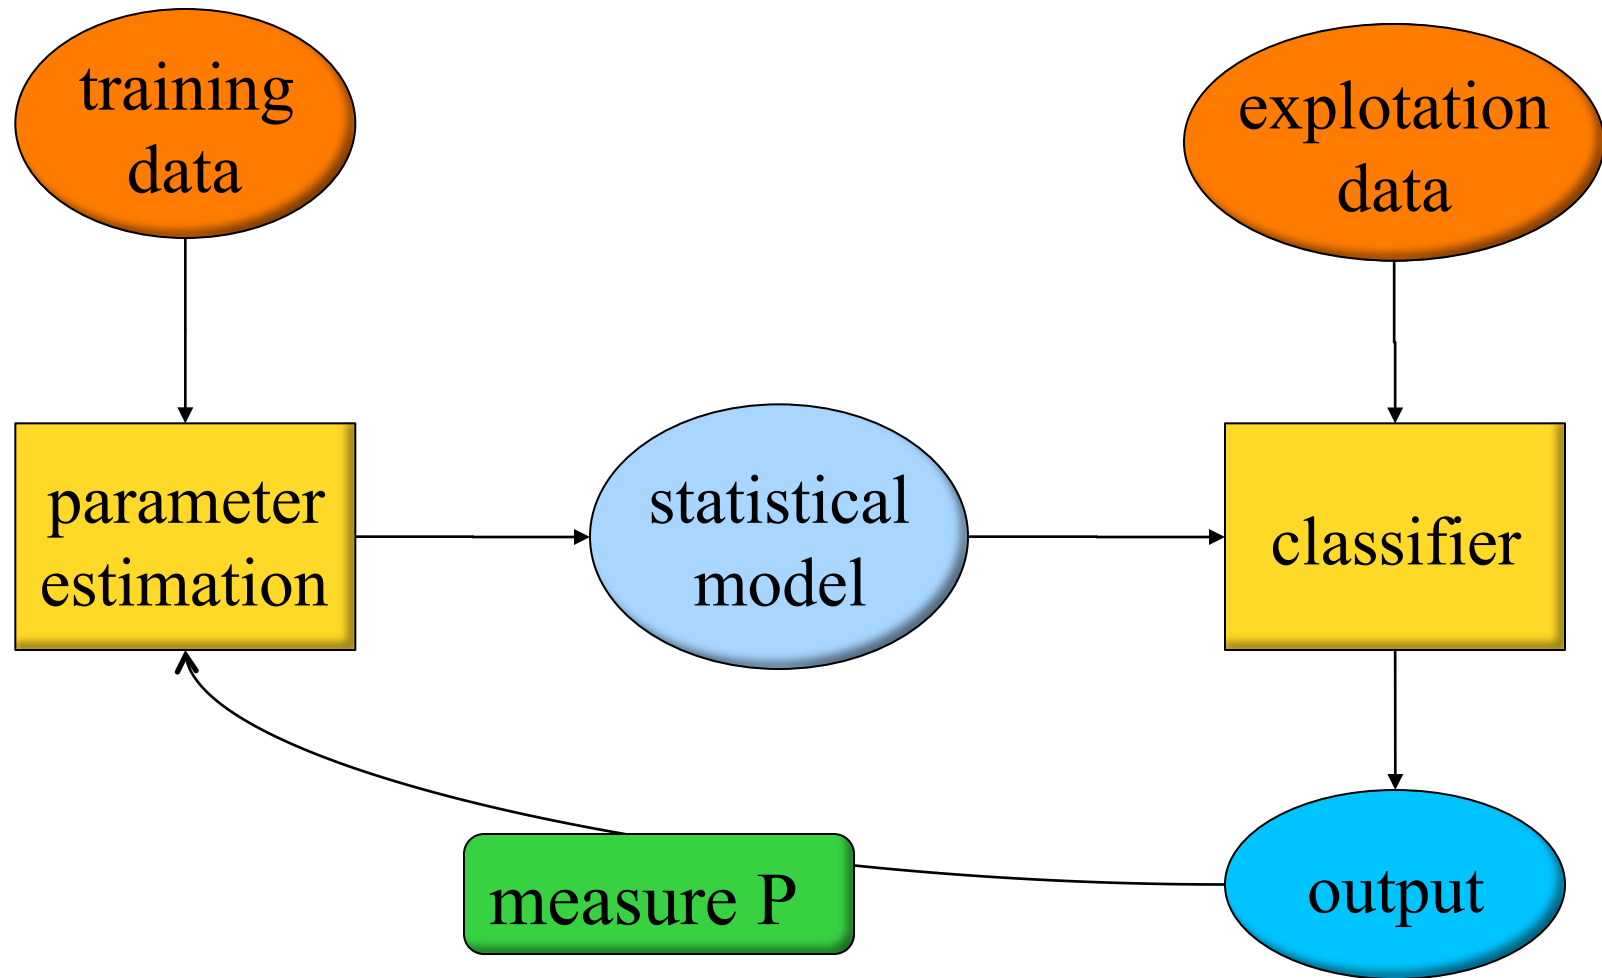 training
data
explotation
data
parameter
estimation
statistical
model
classifier
measure P
output